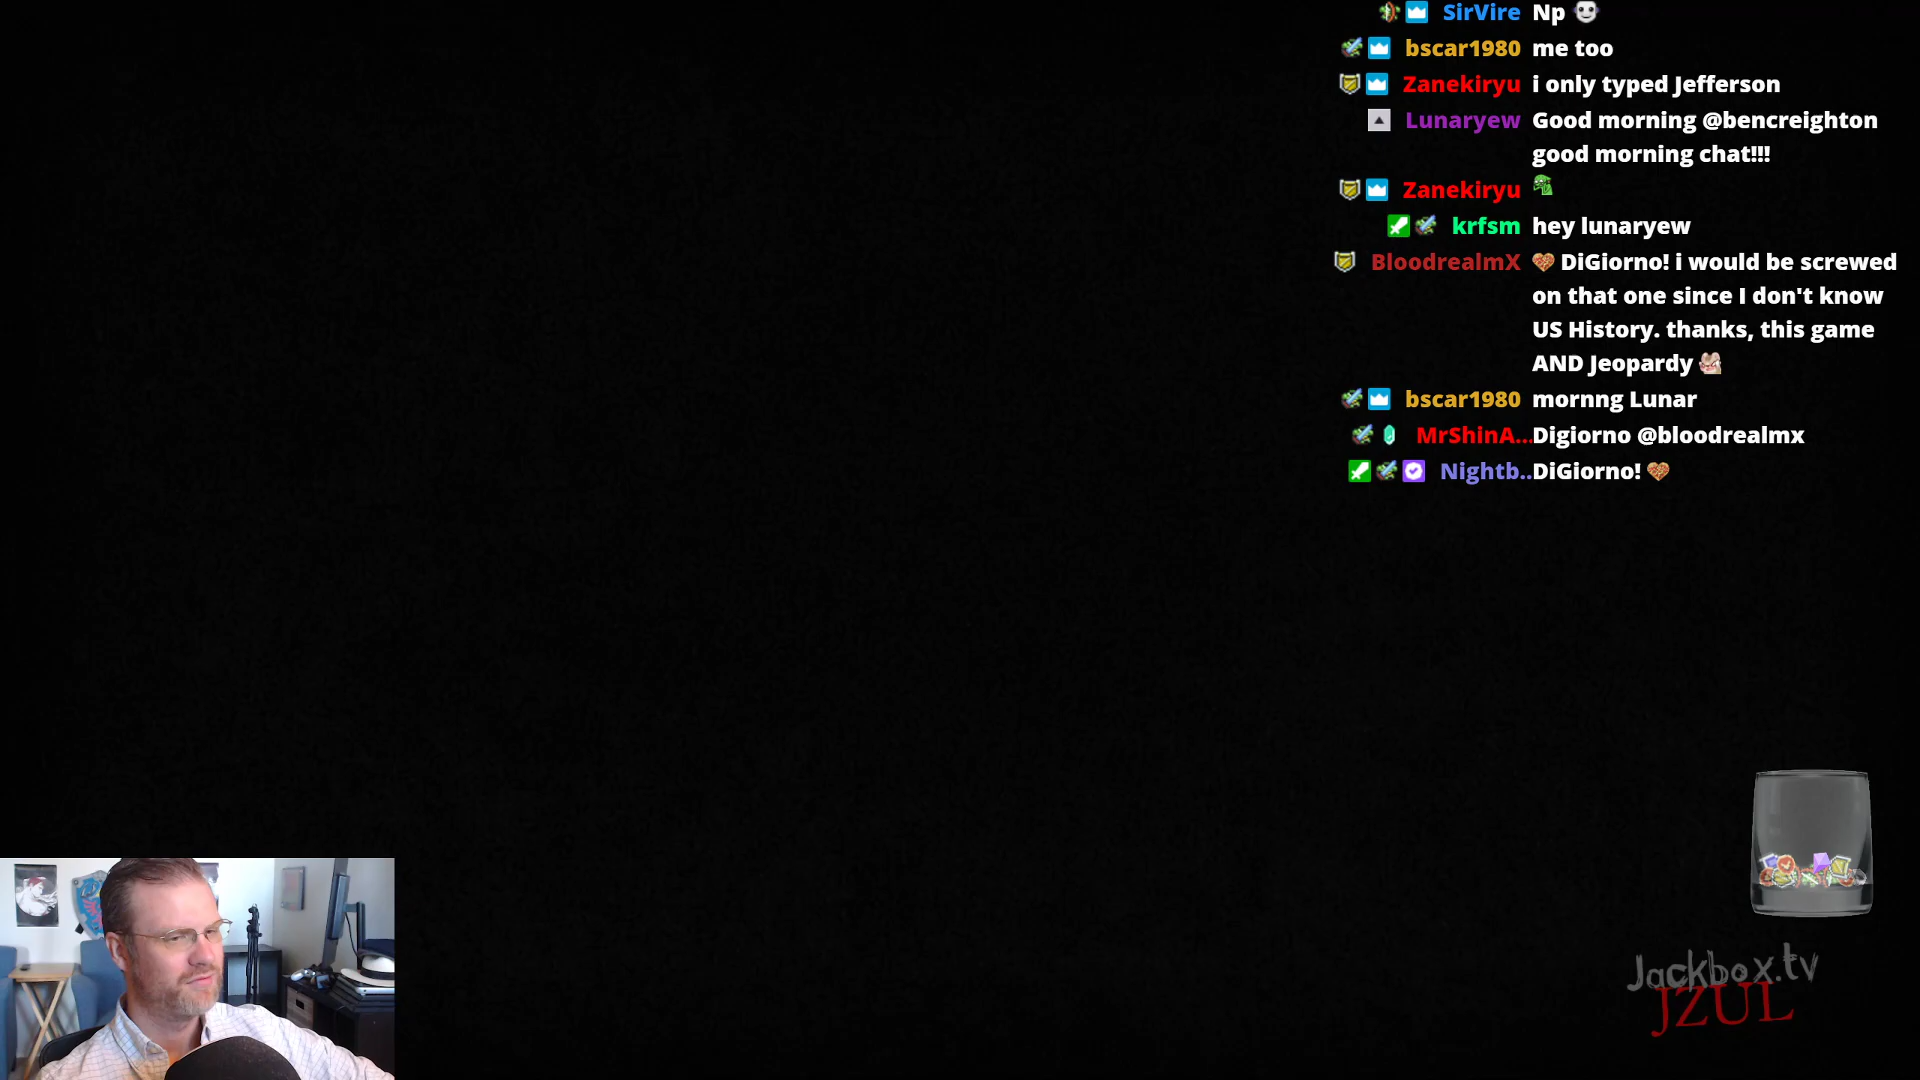 SirVire Np
bscar1980 me too
Zanekiryu i only typed Jefferson
Lunaryew Good morning @bencreighton
good morning chat!!!
Zanekiryu
krfsm hey lunaryew
BloodrealmX DiGiorno! i would be screwed
on that one since I don't know
US History. thanks, this game
AND Jeopardy
bscar1980 mornng Lunar
MrShinA... Digiorno @bloodrealmx
Nightb.. DiGiorno!
Jackbox.tv
JZUL